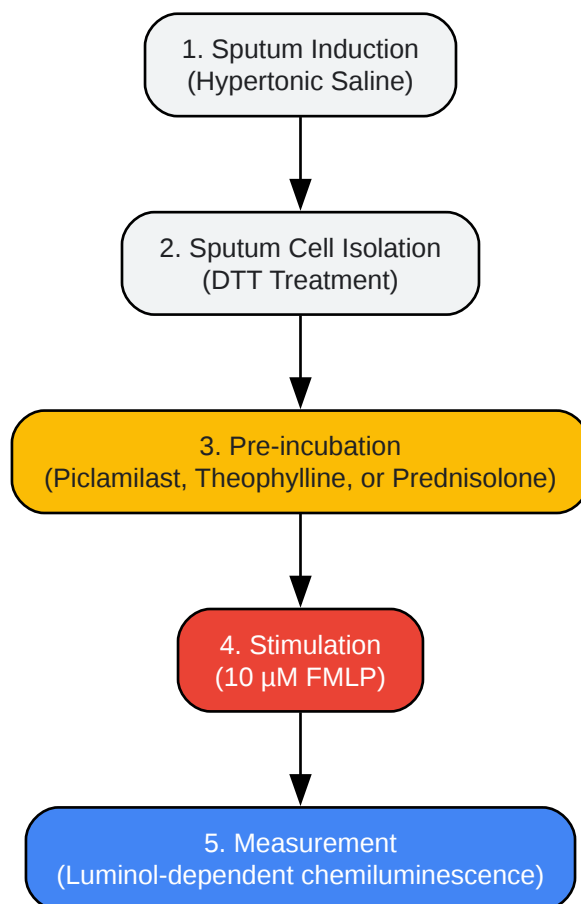 1. Sputum Induction
(Hypertonic Saline)
2. Sputum Cell Isolation
(DTT Treatment)
3. Pre-incubation
(Piclamilast, Theophylline, or Prednisolone)
4. Stimulation
(10 µM FMLP)
5. Measurement
(Luminol-dependent chemiluminescence)